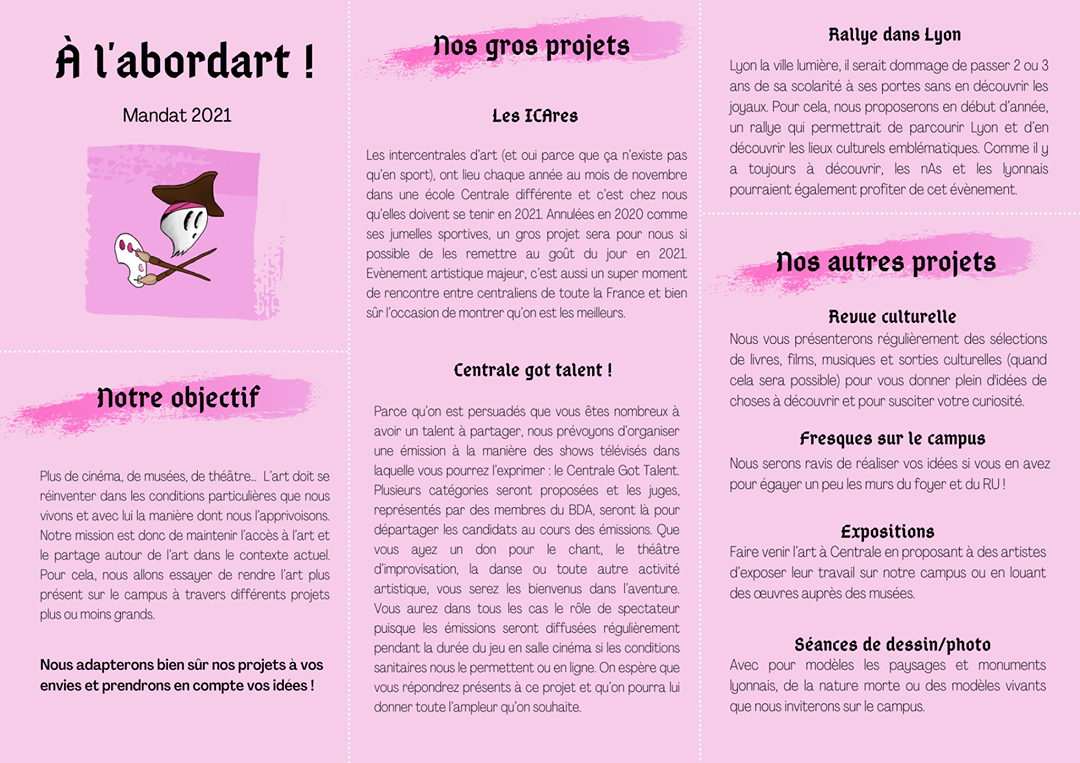 À l'abordart !
Mandat 2021
Notre objectif
Plus de cinéma, de musées, de théâtre... L'art doit se
réinventer dans les conditions particulières que nous
vivons et avec lui la manière dont nous l'apprivoisons.
Notre mission est donc de maintenir l'accès à l'art et
le partage autour de l'art dans le contexte actuel.
Pour cela, nous allons essayer de rendre l'art plus
présent sur le campus à travers différents projets
plus ou moins grands.
Nous adapterons bien sûr nos projets à vos
envies et prendrons en compte vos idées !
Nos gros projets
Les ICAres
Les intercentrales d'art (et oui parce que ça n'existe pas
qu'en sport), ont lieu chaque année au mois de novembre
dans une école Centrale différente et c'est chez nous
qu'elles doivent se tenir en 2021. Annulées en 2020 comme
ses jumelles sportives, un gros projet sera pour nous si
possible de les remettre au goût du jour en 2021.
Evènement artistique majeur, c'est aussi un super moment
de rencontre entre centraliens de toute la France et bien
sûr l'occasion de montrer qu'on est les meilleurs.
Centrale got talent !
Parce qu'on est persuadés que vous êtes nombreux à
avoir un talent à partager, nous prévoyons d'organiser
une émission à la manière des shows télévisés dans
laquelle vous pourrez l'exprimer : le Centrale Got Talent.
Plusieurs catégories seront proposées et les juges,
représentés par des membres du BDA, seront là pour
départager les candidats au cours des émissions. Que
vous ayez un don pour le chant, le théâtre
d'improvisation, la danse ou toute autre activité
artistique, vous serez les bienvenus dans l'aventure.
Vous aurez dans tous les cas le rôle de spectateur
puisque les émissions seront diffusées régulièrement
pendant la durée du jeu en salle cinéma si les conditions
sanitaires nous le permettent ou en ligne. On espère que
vous répondrez présents à ce projet et qu'on pourra lui
donner toute l'ampleur qu'on souhaite.
Rallye dans Lyon
Lyon la ville lumière, il serait dommage de passer 2 ou 3
ans de sa scolarité à ses portes sans en découvrir les
joyaux. Pour cela, nous proposerons en début d'année,
un rallye qui permettrait de parcourir Lyon et d'en
découvrir les lieux culturels emblématiques. Comme il y
a toujours à découvrir, les nAs et les lyonnais
pourraient également profiter de cet évènement.
Nos autres projets
Revue culturelle
Nous vous présenterons régulièrement des sélections
de livres, films, musiques et sorties culturelles (quand
cela sera possible) pour vous donner plein d'idées de
choses à découvrir et pour susciter votre curiosité.
Fresques sur le campus
Nous serons ravis de réaliser vos idées si vous en avez
pour égayer un peu les murs du foyer et du RU !
Expositions
Faire venir l'art à Centrale en proposant à des artistes
d'exposer leur travail sur notre campus ou en louant
des œuvres auprès des musées.
Séances de dessin/photo
Avec pour modèles les paysages et monuments
lyonnais, de la nature morte ou des modèles vivants
que nous inviterons sur le campus.